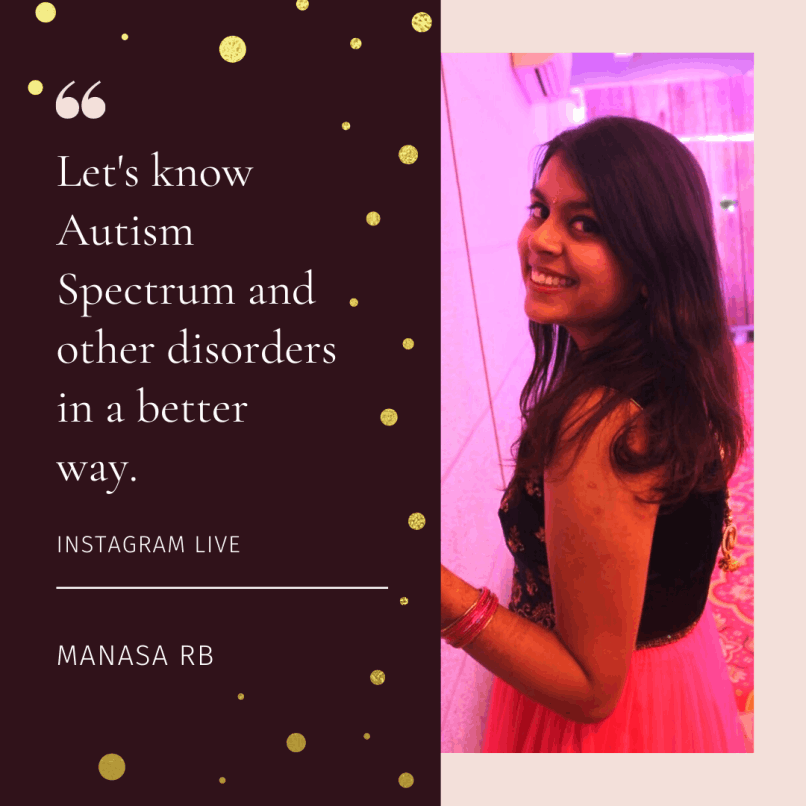 “
Let's know
Autism
Spectrum and
other disorders
in a better
way.
INSTAGRAM LIVE
MANASA RB